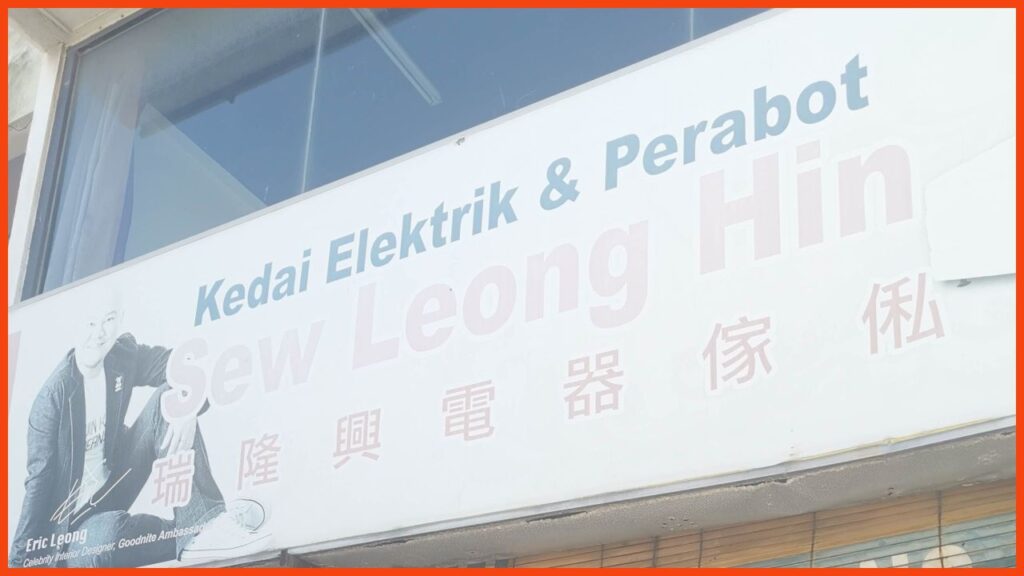 Kedai Elektrik & Perabot
Sew Leong Hin
瑞隆興電器傢俬
Eric Leong
Celebrity Interior Designer, Goodnite Ambassador